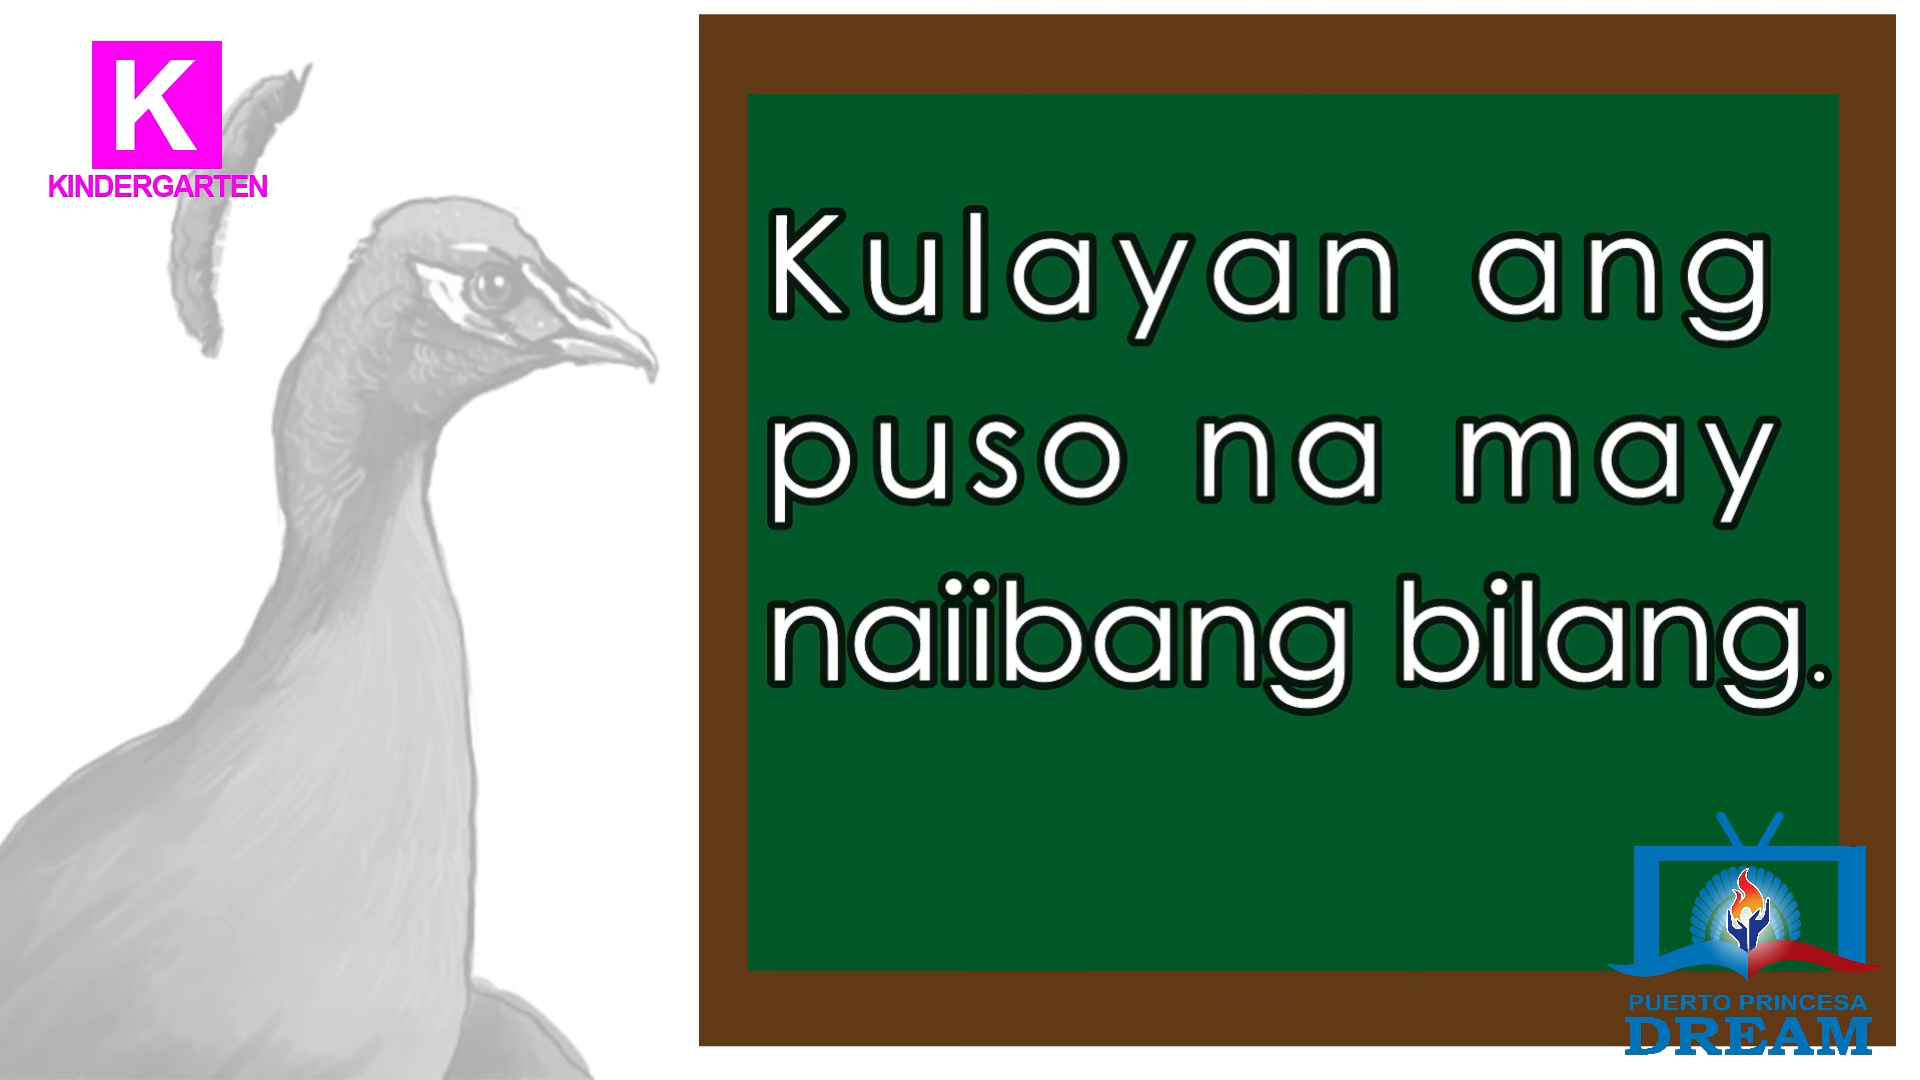 K
KINDERGARTEN
Kulayan ang
puso na may
naiibang bilang.
PUERTO PRINCESA
DREAM